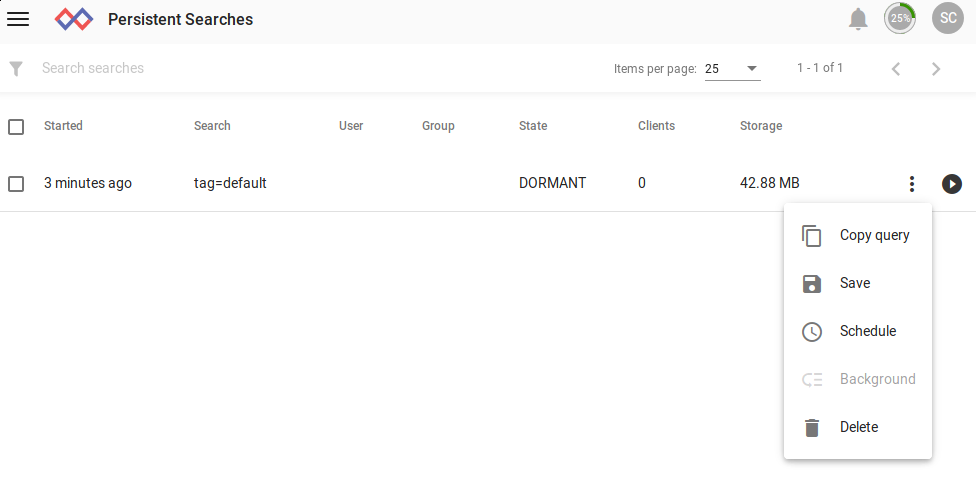 Persistent Searches
25%
SC
Search searches
Items per page: 25
1 - 1 of 1
Started Search User Group State Clients Storage
3 minutes ago tag=default DORMANT 0 42.88 MB
Copy query
Save
Schedule
Background
Delete